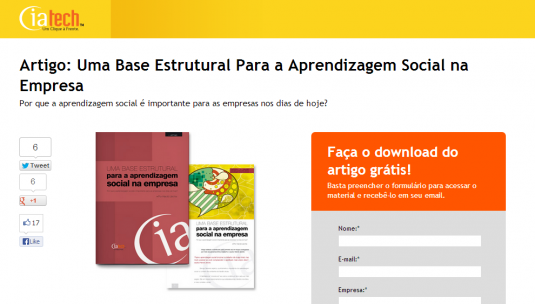 Ciatech
Um Clique à Frente
Artigo: Uma Base Estrutural Para a Aprendizagem Social na
Empresa
Por que a aprendizagem social é importante para as empresas nos dias de hoje?
6
Tweet
6
+1
17
Like
UMA BASE ESTRUTURAL
para a aprendizagem
social na empresa
UMA BASE ESTRUTURAL
para a aprendizagem
social na empresa
Faça o download do
artigo grátis!
Basta preencher o formulário para acessar o
material e recebê-lo em seu email.
Nome:*
E-mail:*
Empresa:*